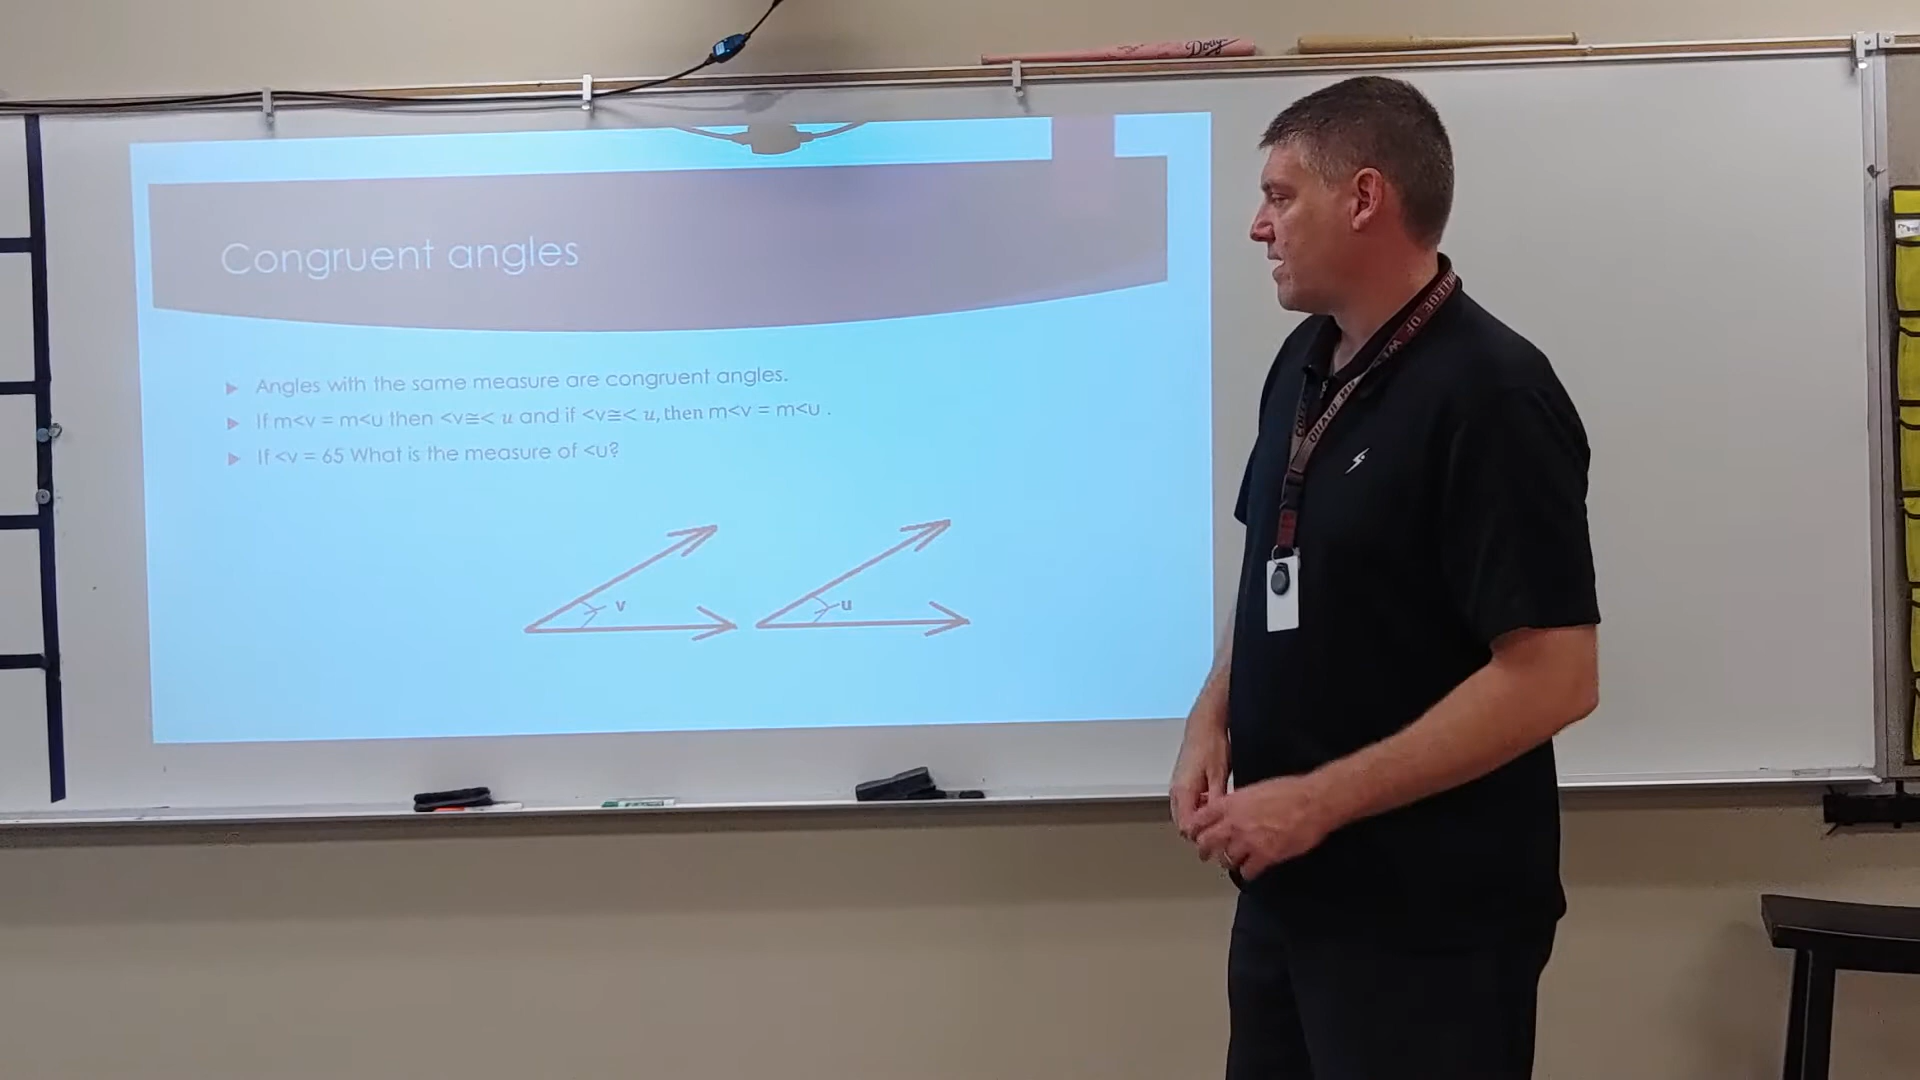 Dodg
Congruent angles
Angles with the same measure are congruent angles.
If m<v = m<u then <v≅< u and if <v≅< u, then m<v = m<u .
If <v = 65 What is the measure of <u?
v
u